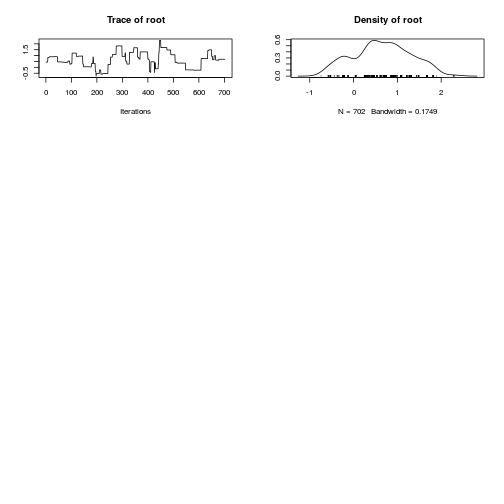 Trace of root
1.5
-0.5
0 100 200 300 400 500 600 700
Iterations
Density of root
0.6
0.3
0.0
-1 0 1 2
N = 702 Bandwidth = 0.1749